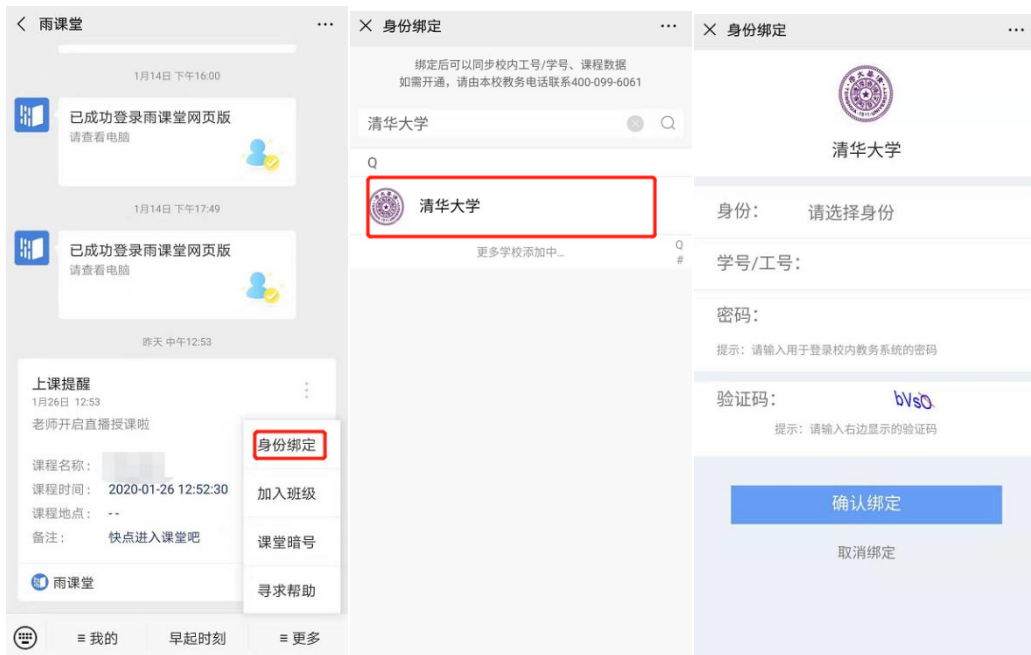 雨课堂
1月14日 下午16:00
已成功登录雨课堂网页版
请查看电脑
1月14日 下午17:49
已成功登录雨课堂网页版
请查看电脑
昨天 中午12:53
上课提醒
1月26日 12:53
老师开启直播授课啦
课程名称:
课程时间: 2020-01-26 12:52:30
课程地点: --
备注: 快点进入课堂吧
雨课堂
身份绑定
加入班级
课堂暗号
寻求帮助
≡ 我的 早起时刻 ≡ 更多
身份绑定
绑定后可以同步校内工号/学号、课程数据
如需开通，请由本校教务电话联系400-099-6061
清华大学
Q
清华大学
更多学校添加中...
Q
#
身份绑定
清华大学
身份: 请选择身份
学号/工号:
密码:
提示: 请输入用于登录校内教务系统的密码
验证码: bVsO
提示: 请输入右边显示的验证码
确认绑定
取消绑定